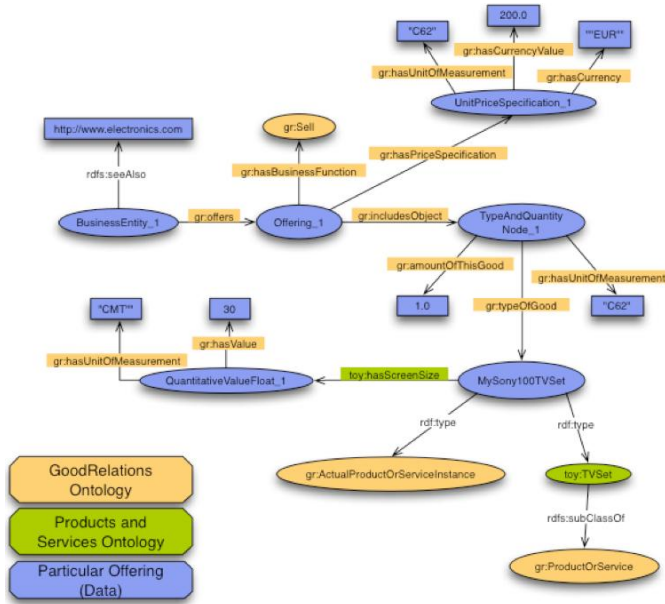 "C62"
200.0
""EUR""
gr:hasCurrencyValue
gr:hasUnitOfMeasurement
gr:hasCurrency
UnitPriceSpecification_1
http://www.electronics.com
gr:Sell
gr:hasPriceSpecification
rdfs:seeAlso
gr:hasBusinessFunction
BusinessEntity_1
gr:offers
Offering_1
gr:includesObject
TypeAndQuantity
Node_1
gr:amountOfThisGood
gr:hasUnitOfMeasurement
1.0
gr:typeOfGood
"C62"
"CMT""
30
gr:hasValue
gr:hasUnitOfMeasurement
QuantitativeValueFloat_1
toy:hasScreenSize
MySony100TVSet
rdf:type
rdf:type
gr:ActualProductOrServiceInstance
toy:TVSet
rdfs:subClassOf
gr:ProductOrService
GoodRelations
Ontology
Products and
Services Ontology
Particular Offering
(Data)